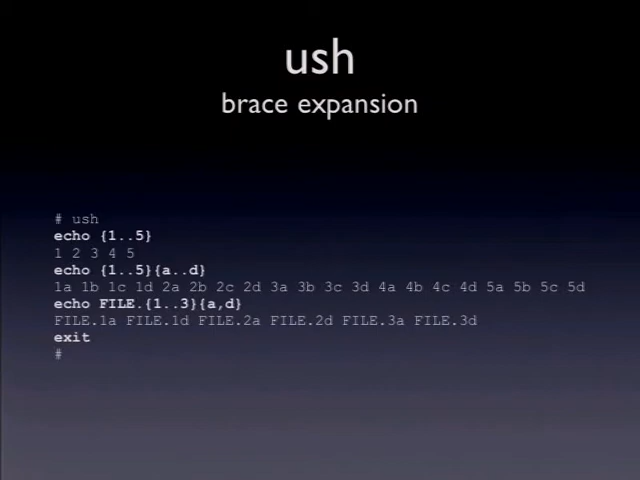 ush
brace expansion
# ush
echo {1..5}
1 2 3 4 5
echo {1..5}{a..d}
1a 1b 1c 1d 2a 2b 2c 2d 3a 3b 3c 3d 4a 4b 4c 4d 5a 5b 5c 5d
echo FILE.{1..3}{a,d}
FILE.1a FILE.1d FILE.2a FILE.2d FILE.3a FILE.3d
exit
#